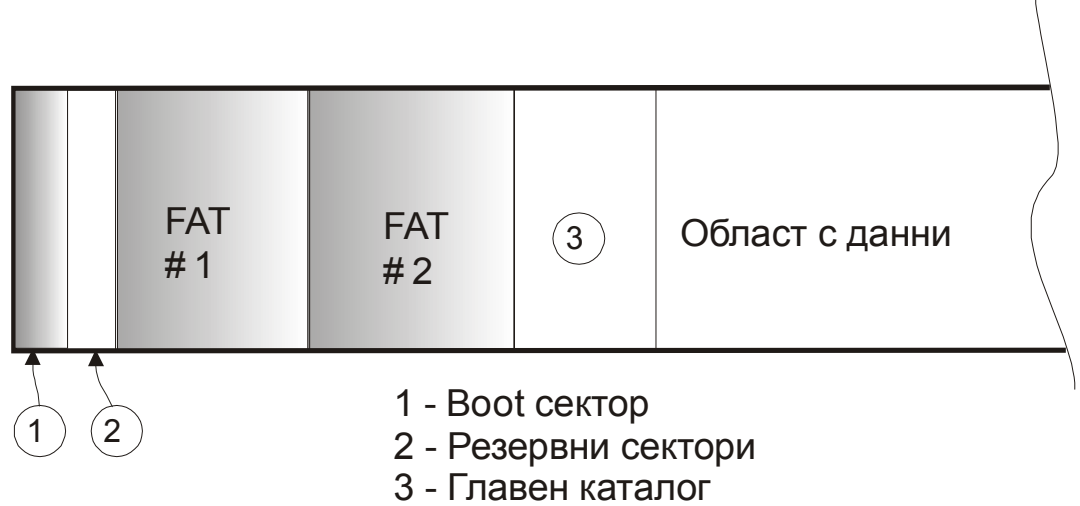 FAT
# 1
FAT
# 2
3
Област с данни
1
2
1 - Boot сектор
2 - Резервни сектори
3 - Главен каталог